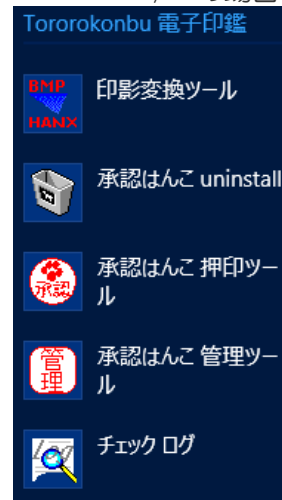 Tororokonbu 電子印鑑
BMP
HANX
印影変換ツール
承認はんこ uninstall
承認
承認はんこ 押印ツー
ル
管
理
承認はんこ 管理ツー
ル
チェック ログ